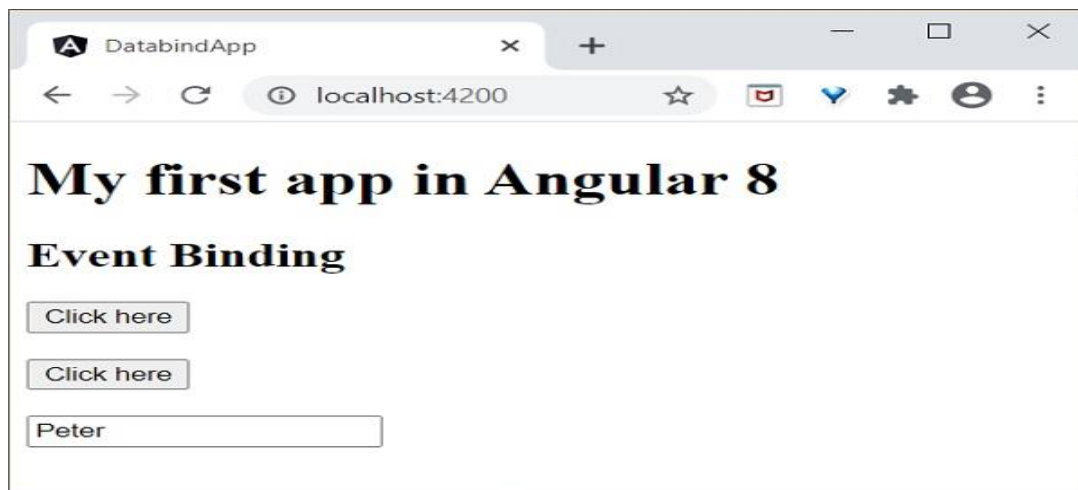 DatabindApp
localhost:4200
My first app in Angular 8
Event Binding
Click here
Click here
Peter